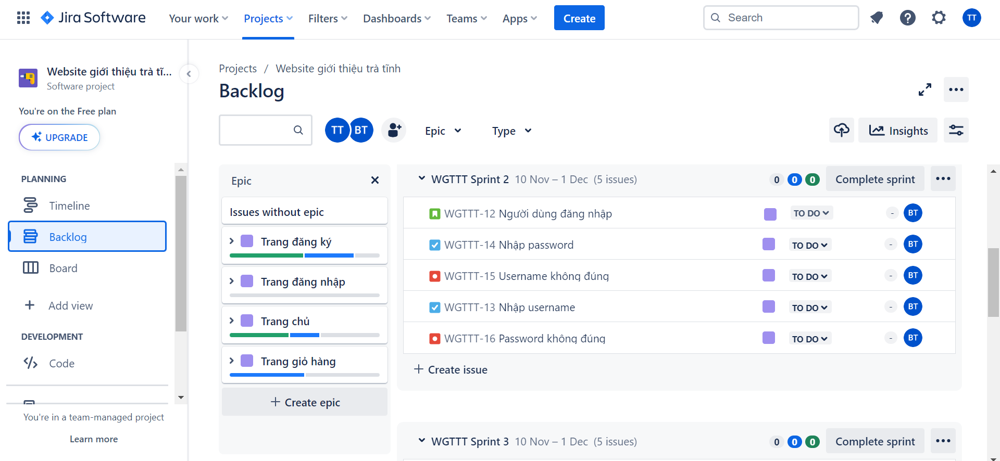 Jira Software Your work Projects Filters Dashboards Teams Apps Create Search TT
Website giới thiệu trà tĩ...
Software project
You're on the Free plan
UPGRADE
PLANNING
Timeline
Backlog
Board
Add view
DEVELOPMENT
Code
You're in a team-managed project
Learn more
Projects / Website giới thiệu trà tĩnh
Backlog
TT BT Epic Type Insights
Epic
Issues without epic
Trang đăng ký
Trang đăng nhập
Trang chủ
Trang giỏ hàng
+ Create epic
WGTTT Sprint 2 10 Nov – 1 Dec (5 issues) 0 0 0 Complete sprint
WGTTT-12 Người dùng đăng nhập TO DO - BT
WGTTT-14 Nhập password TO DO - BT
WGTTT-15 Username không đúng TO DO - BT
WGTTT-13 Nhập username TO DO - BT
WGTTT-16 Password không đúng TO DO - BT
+ Create issue
WGTTT Sprint 3 10 Nov – 1 Dec (5 issues) 0 0 0 Complete sprint